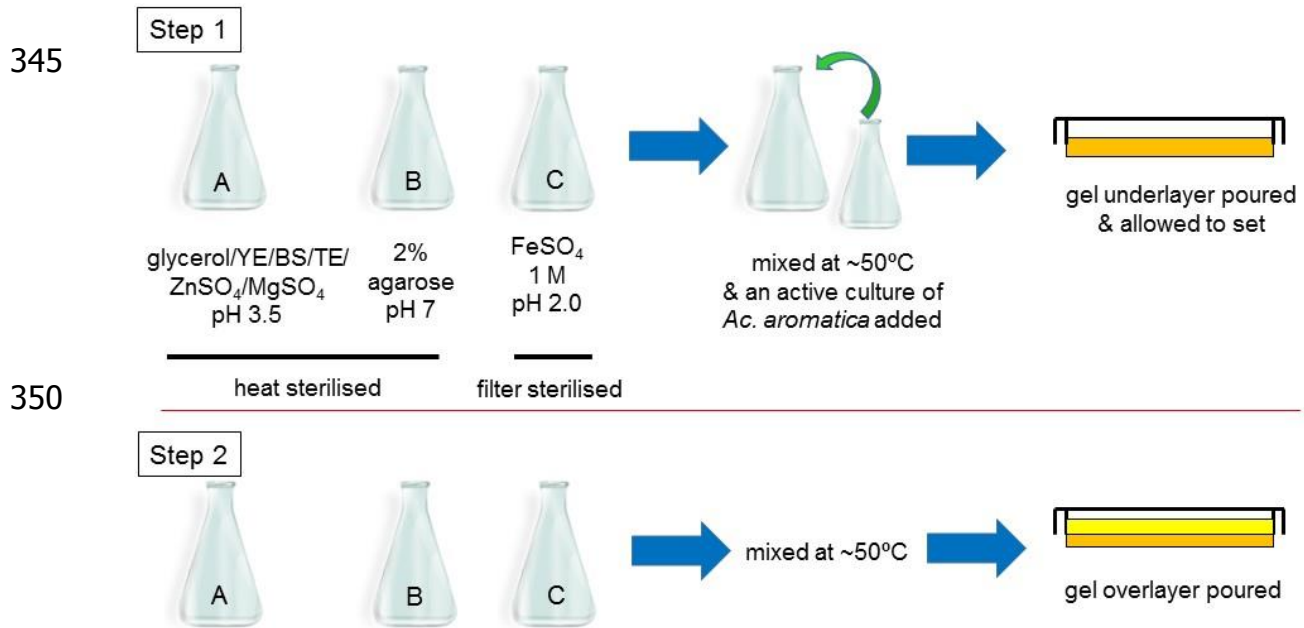 Step 1
345
A
B
C
glycerol/YE/BS/TE/
ZnSO₄/MgSO₄
pH 3.5
2%
agarose
pH 7
FeSO₄
1 M
pH 2.0
mixed at ~50ºC
& an active culture of
Ac. aromatica added
gel underlayer poured
& allowed to set
heat sterilised
filter sterilised
350
Step 2
A
B
C
mixed at ~50ºC
gel overlayer poured